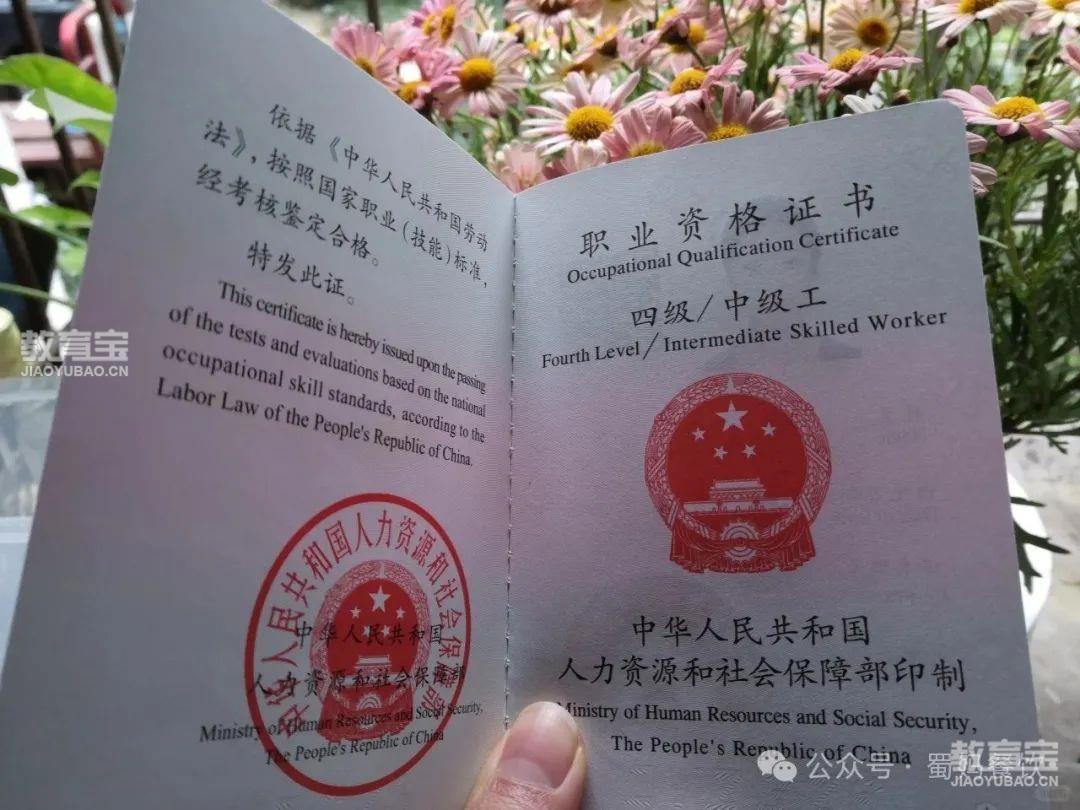 依据《中华人民共和国劳动
法》，按照国家职业（技能）标准，
经考核鉴定合格。
特发此证。
This certificate is hereby issued upon the passing
of the tests and evaluations based on the national
occupational skill standards, according to the
Labor Law of the People's Republic of China.
中华人民共和国人力资源和社会保障部
中华人民共和国
人力资源和社会保障部
Ministry of Human Resources and Social Security,
The People's Republic of China
职业资格证书
Occupational Qualification Certificate
四级/中级工
Fourth Level/Intermediate Skilled Worker
中华人民共和国
人力资源和社会保障部印制
Ministry of Human Resources and Social Security,
The People's Republic of China
教育宝
JIAOYUBAO.CN
公众号·蜀
教育宝
JIAOYUBAO.CN